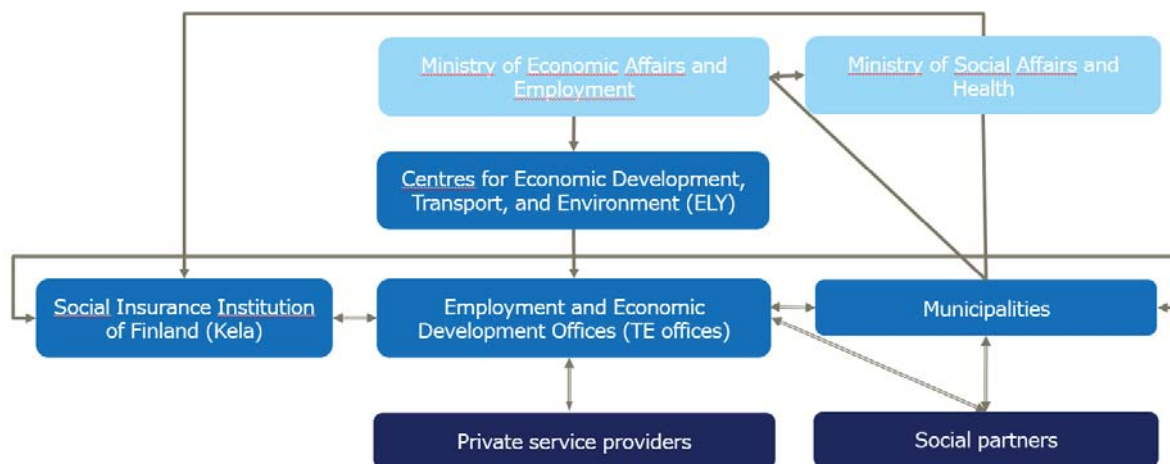 Ministry of Economic Affairs and
Employment
Ministry of Social Affairs and
Health
Centres for Economic Development,
Transport, and Environment (ELY)
Social Insurance Institution
of Finland (Kela)
Employment and Economic
Development Offices (TE offices)
Municipalities
Private service providers
Social partners